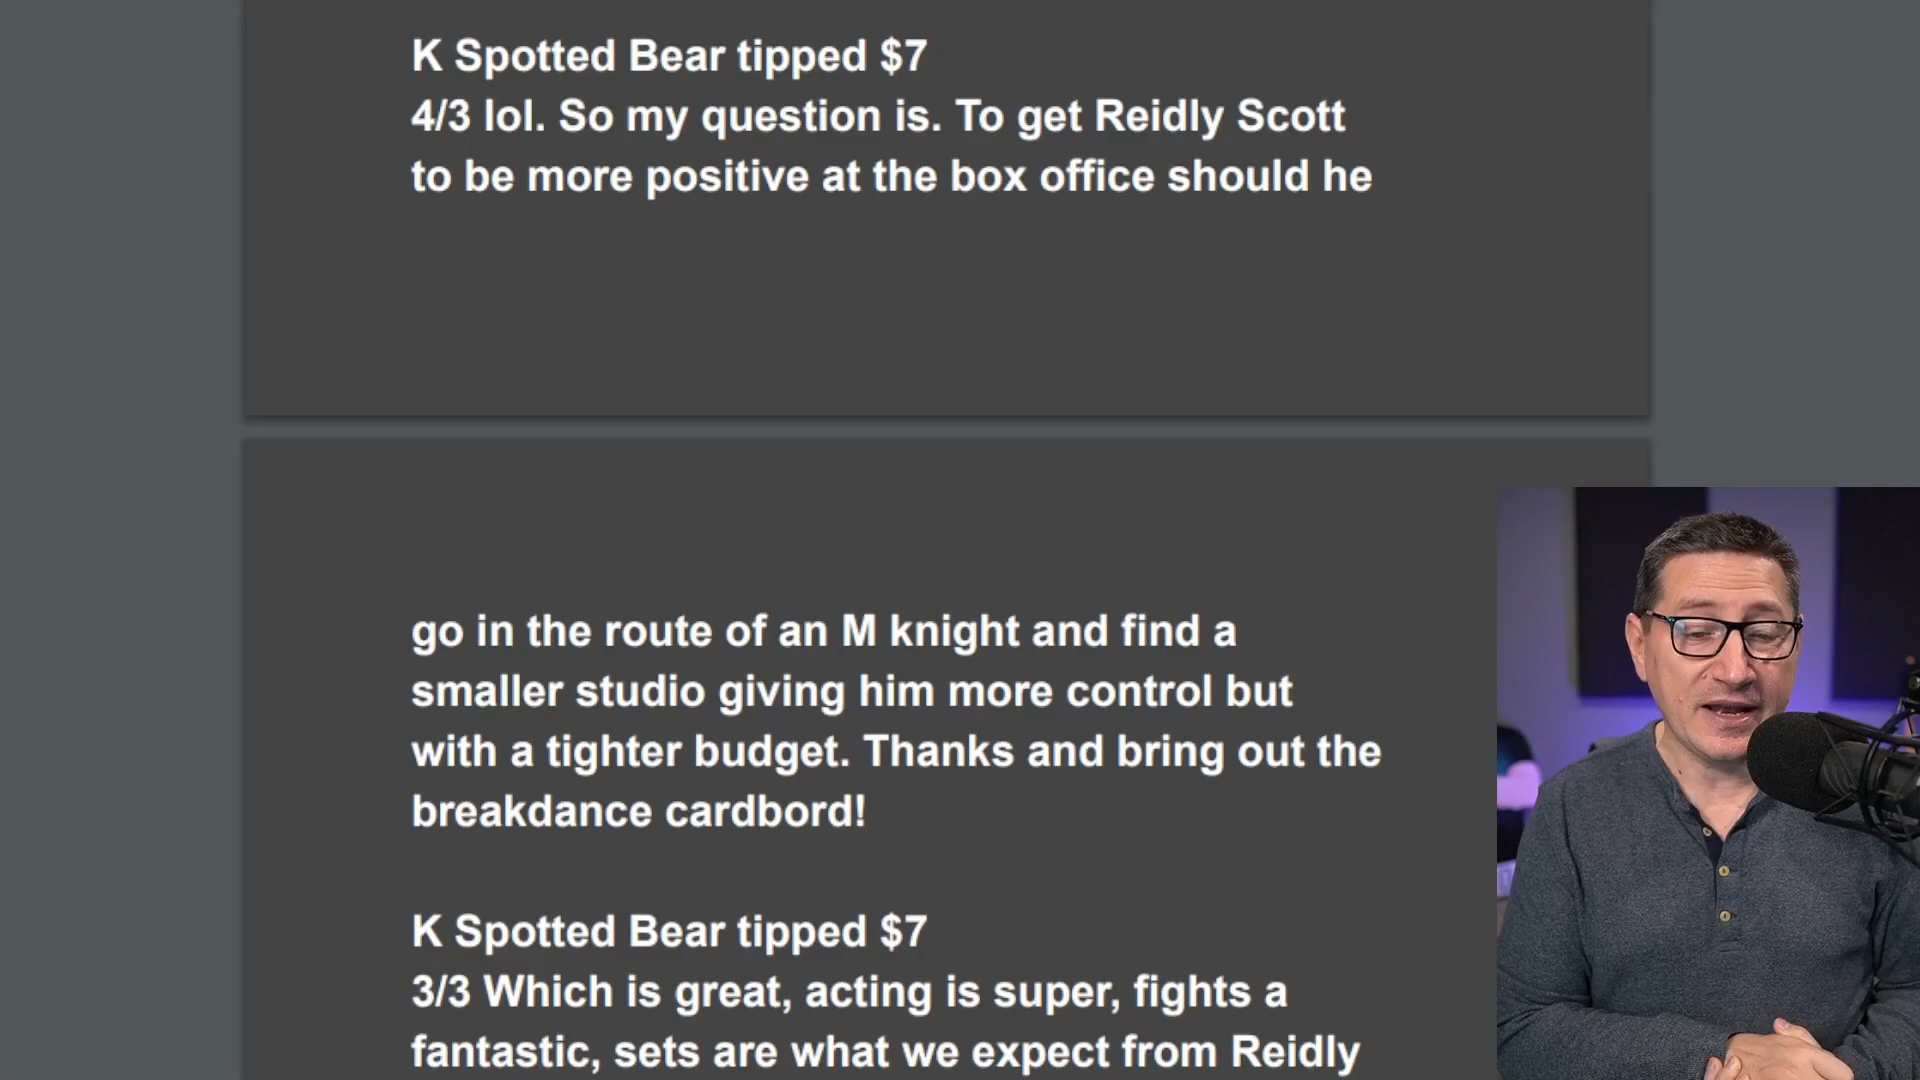 K Spotted Bear tipped $7
4/3 lol. So my question is. To get Reidly Scott
to be more positive at the box office should he
go in the route of an M knight and find a
smaller studio giving him more control but
with a tighter budget. Thanks and bring out the
breakdance cardbord!
K Spotted Bear tipped $7
3/3 Which is great, acting is super, fights a
fantastic, sets are what we expect from Reidly